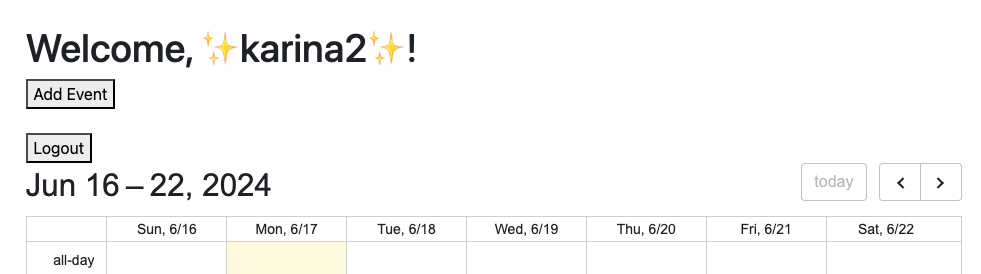 Welcome, ✨karina2✨!
Add Event
Logout
Jun 16 – 22, 2024
today
Sun, 6/16 Mon, 6/17 Tue, 6/18 Wed, 6/19 Thu, 6/20 Fri, 6/21 Sat, 6/22
all-day